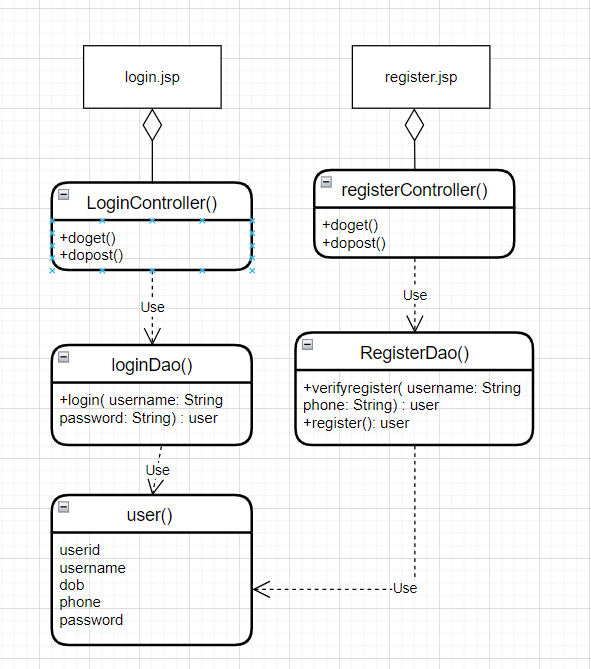 login.jsp
LoginController()
+doget()
+dopost()
Use
loginDao()
+login( username: String
password: String) : user
Use
user()
userid
username
dob
phone
password
register.jsp
registerController()
+doget()
+dopost()
Use
RegisterDao()
+verifyregister( username: String
phone: String) : user
+register(): user
Use